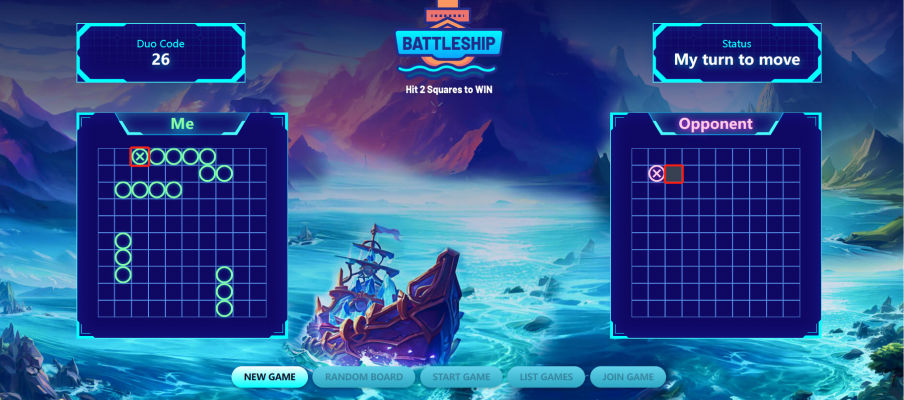 Duo Code
26
BATTLESHIP
Hit 2 Squares to WIN
Status
My turn to move
Me
Opponent
NEW GAME
RANDOM BOARD
START GAME
LIST GAMES
JOIN GAME